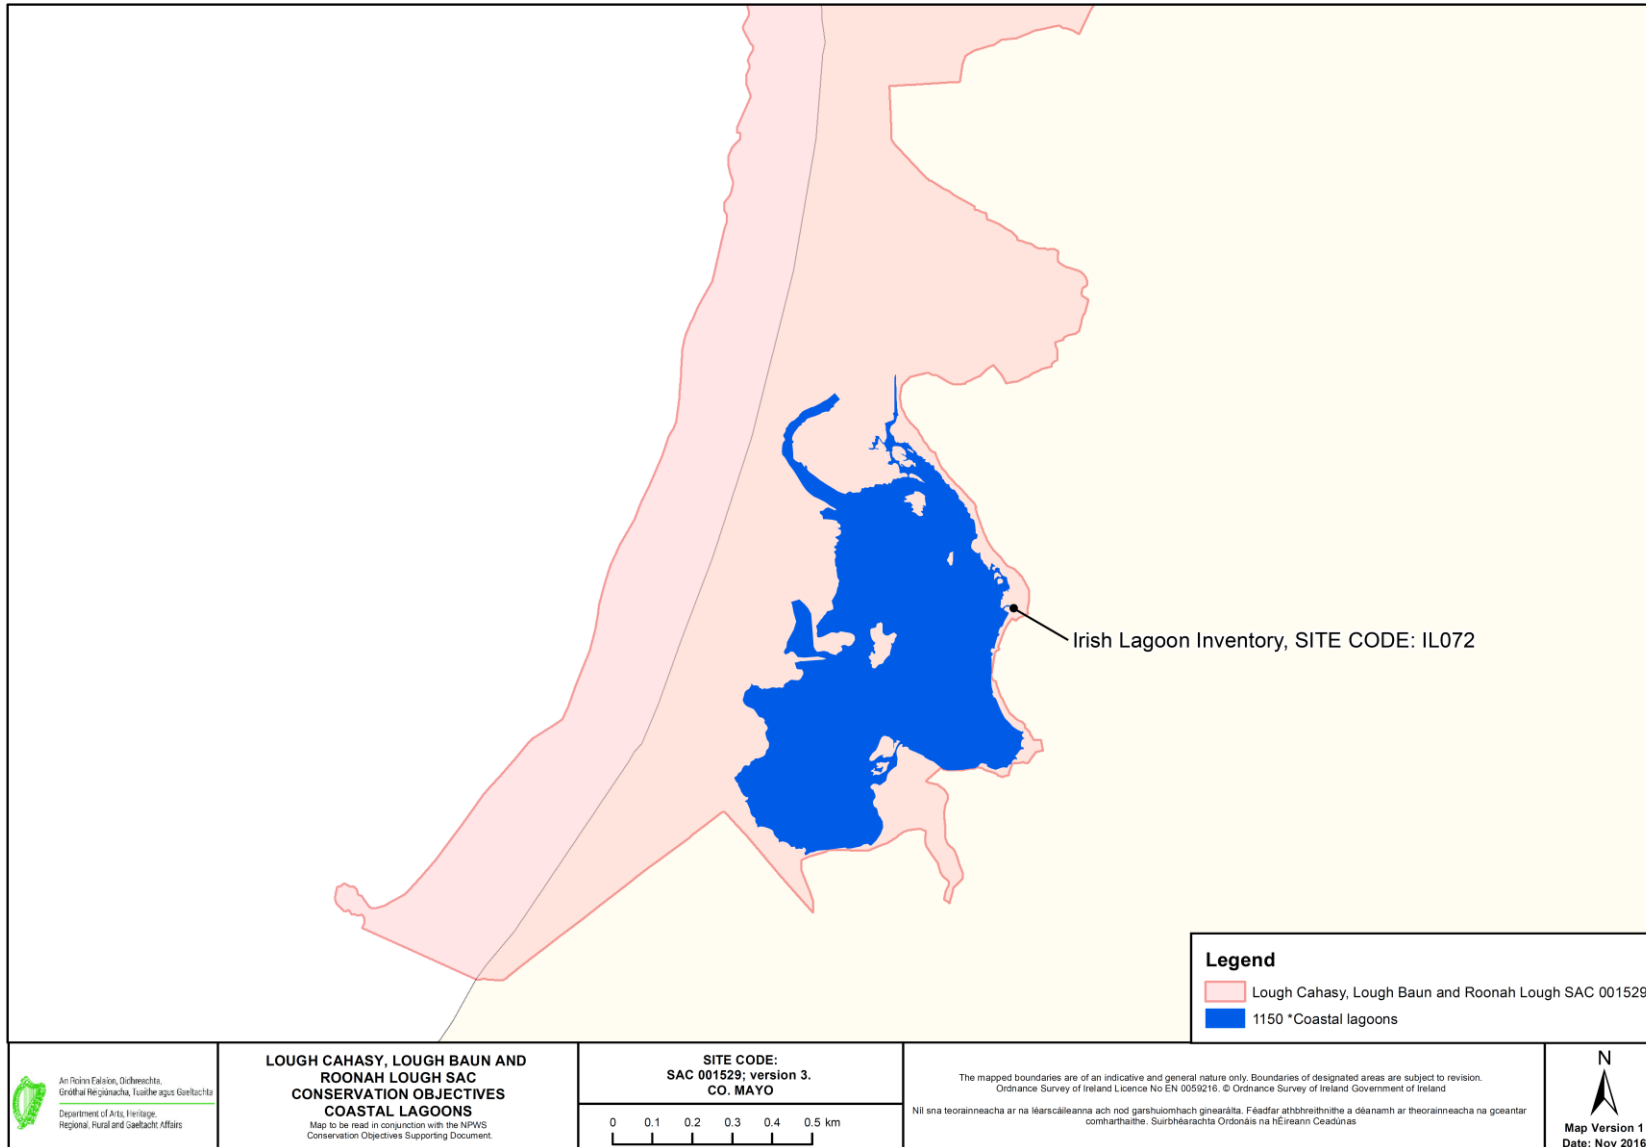 Irish Lagoon Inventory, SITE CODE: IL072
Legend
Lough Cahasy, Lough Baun and Roonah Lough SAC 001529
1150 *Coastal lagoons
An Roinn Ealaíon, Oidhreachta,
Gnóthaí Réigiúnacha, Tuaithe agus Gaeltachta
Department of Arts, Heritage,
Regional, Rural and Gaeltacht Affairs
LOUGH CAHASY, LOUGH BAUN AND
ROONAH LOUGH SAC
CONSERVATION OBJECTIVES
COASTAL LAGOONS
Map to be read in conjunction with the NPWS
Conservation Objectives Supporting Document.
SITE CODE:
SAC 001529; version 3.
CO. MAYO
0 0.1 0.2 0.3 0.4 0.5 km
The mapped boundaries are of an indicative and general nature only. Boundaries of designated areas are subject to revision.
Ordnance Survey of Ireland Licence No EN 0059216. © Ordnance Survey of Ireland Government of Ireland
Níl sna teorainneacha ar na léarscáileanna ach nod garshuiomhach ginearálta. Féadfar athbhreithnithe a déanamh ar theorainneacha na gceantar
comharthaithe. Suirbhéarachta Ordonáis na hÉireann Ceadúnas
N
Map Version 1
Date: Nov 2016